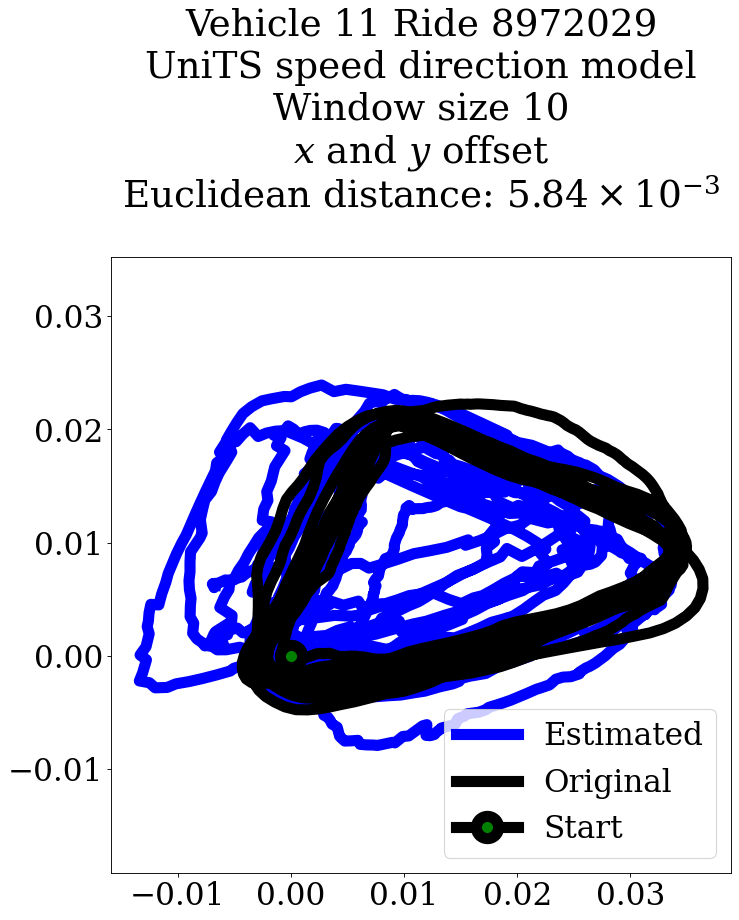 Vehicle 11 Ride 8972029
UniTS speed direction model
Window size 10
x and y offset
Euclidean distance: 5.84 × 10⁻³
0.03
0.02
0.01
0.00
−0.01
Estimated
Original
Start
−0.01 0.00 0.01 0.02 0.03